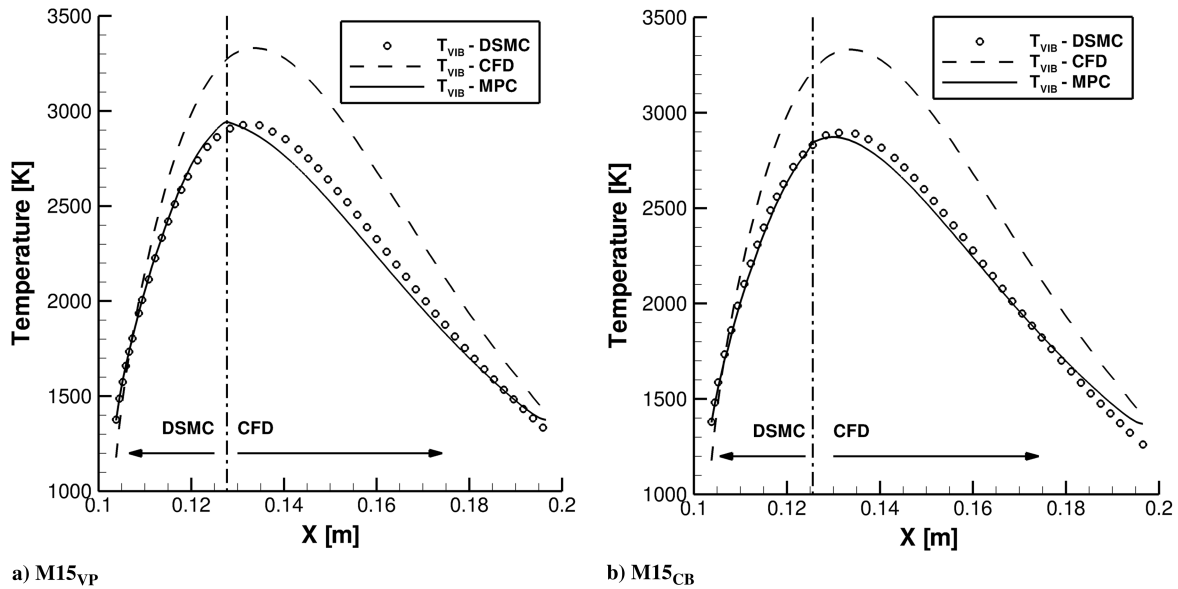 3500
3000
2500
2000
1500
1000
Temperature [K]
T_VIB - DSMC
T_VIB - CFD
T_VIB - MPC
DSMC
CFD
0.1
0.12
0.14
0.16
0.18
0.2
X [m]
a) M15_VP
3500
3000
2500
2000
1500
1000
Temperature [K]
T_VIB - DSMC
T_VIB - CFD
T_VIB - MPC
DSMC
CFD
0.1
0.12
0.14
0.16
0.18
0.2
X [m]
b) M15_CB